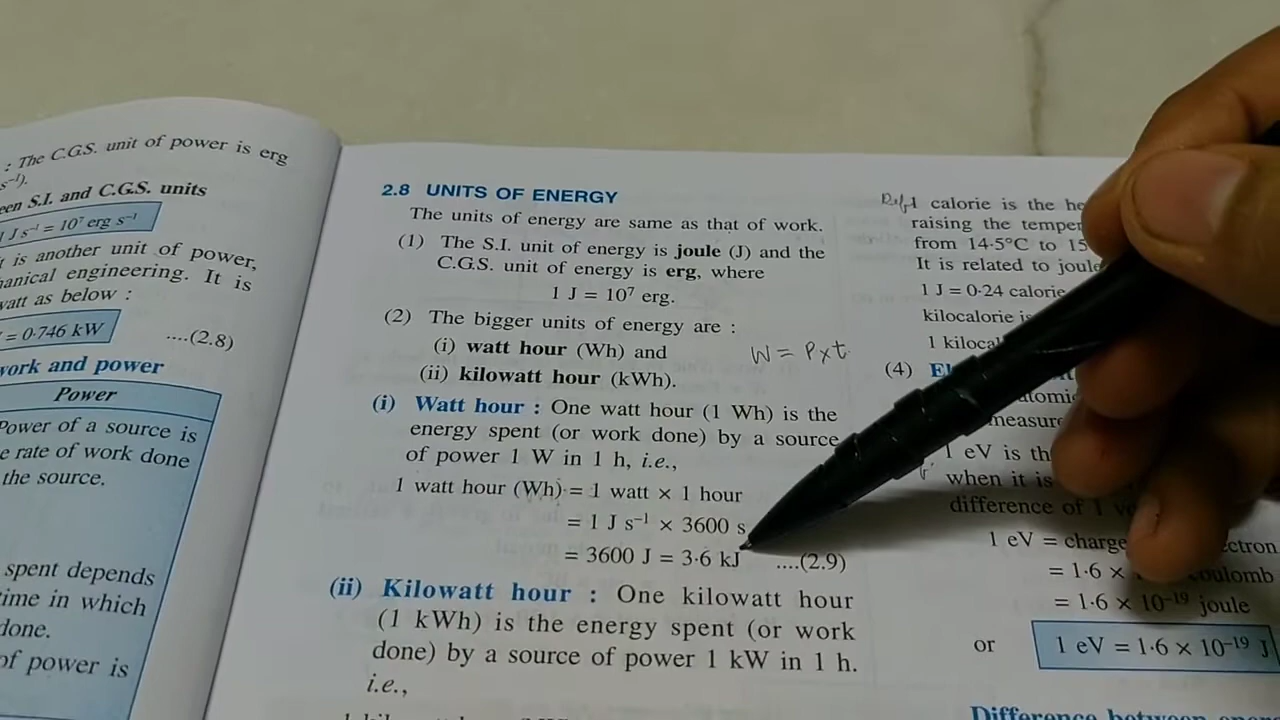 : The C.G.S. unit of power is erg
s⁻¹).
een S.I. and C.G.S. units
1 J s⁻¹ = 10⁷ erg s⁻¹
is another unit of power,
anical engineering. It is
watt as below :
= 0·746 kW ....(2.8)
work and power
Power
Power of a source is
e rate of work done
the source.
spent depends
time in which
done.
of power is
2.8 UNITS OF ENERGY
The units of energy are same as that of work.
(1) The S.I. unit of energy is joule (J) and the
C.G.S. unit of energy is erg, where
1 J = 10⁷ erg.
(2) The bigger units of energy are :
(i) watt hour (Wh) and
W = P x t
(ii) kilowatt hour (kWh).
(i) Watt hour : One watt hour (1 Wh) is the
energy spent (or work done) by a source
of power 1 W in 1 h, i.e.,
1 watt hour (Wh) = 1 watt × 1 hour
= 1 J s⁻¹ × 3600 s
= 3600 J = 3·6 kJ ....(2.9)
(ii) Kilowatt hour : One kilowatt hour
(1 kWh) is the energy spent (or work
done) by a source of power 1 kW in 1 h.
i.e.,
1 calorie is the he
raising the temper
from 14·5°C to 15
It is related to joule
1 J = 0·24 calorie
kilocalorie is
1 kilocal
(4) El
atomic
measure
1 eV is th
when it is
difference of 1 vo
1 eV = charge ectron
= 1·6 × coulomb
= 1·6 × 10⁻¹⁹ joule
or 1 eV = 1·6 × 10⁻¹⁹ J
Difference between ener